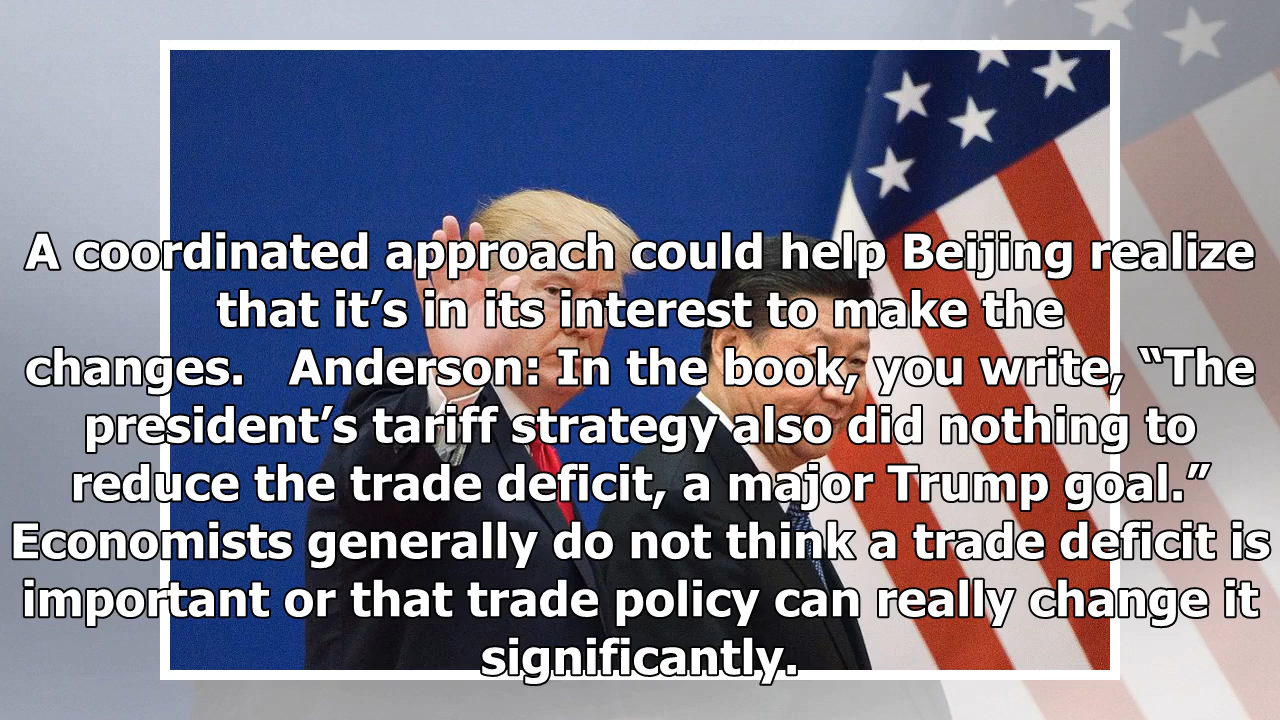 A coordinated approach could help Beijing realize
that it’s in its interest to make the
changes.   Anderson: In the book, you write, “The
president’s tariff strategy also did nothing to
reduce the trade deficit, a major Trump goal.”
Economists generally do not think a trade deficit is
important or that trade policy can really change it
significantly.